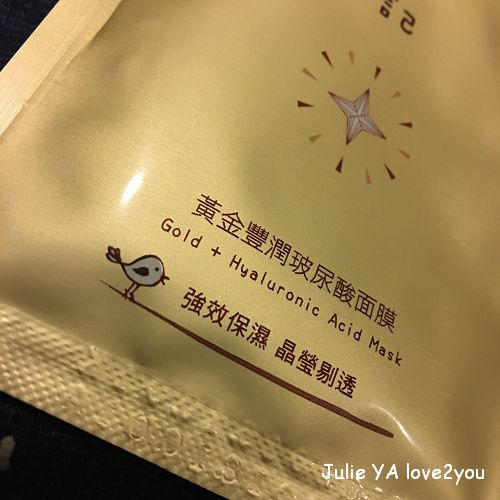 記
黃金豐潤玻尿酸面膜
Gold + Hyaluronic Acid Mask
強效保濕 晶瑩剔透
Julie YA love2you